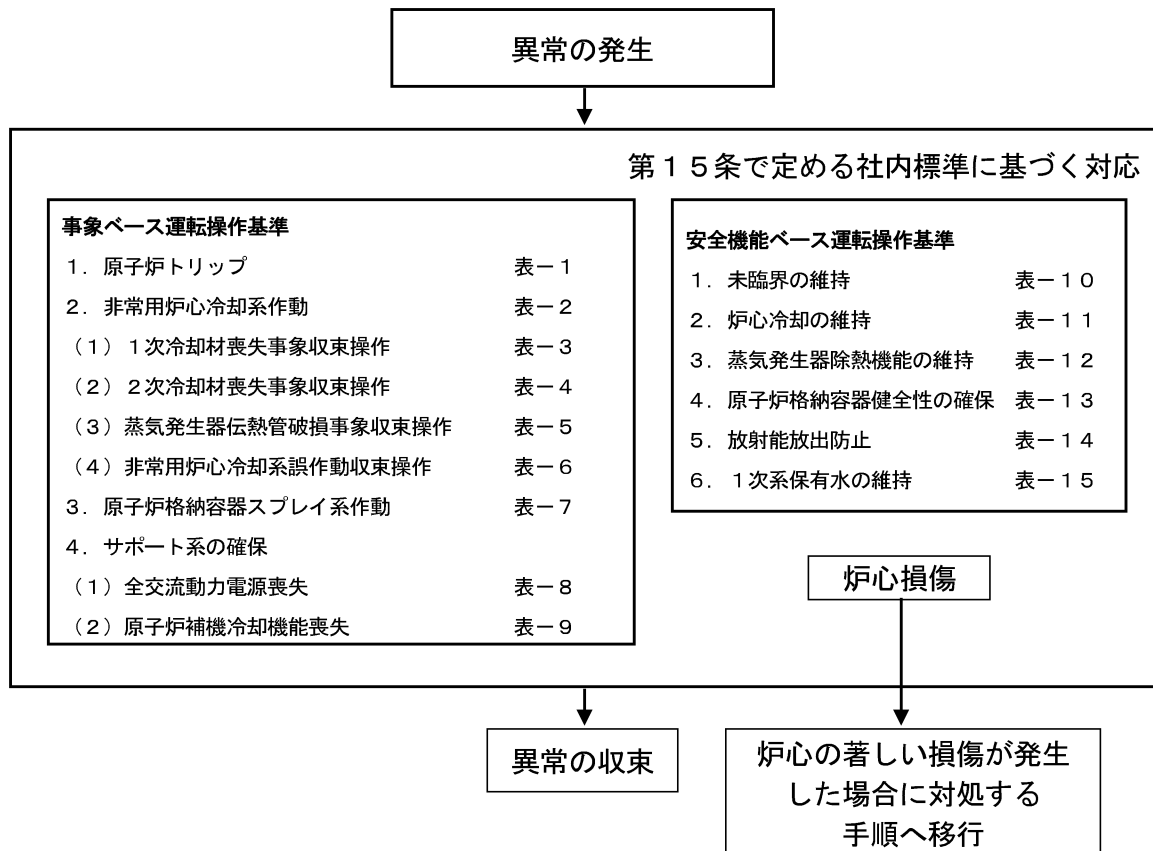 異常の発生
第１５条で定める社内標準に基づく対応
事象ベース運転操作基準
１．原子炉トリップ 表－１
２．非常用炉心冷却系作動 表－２
（１）１次冷却材喪失事象収束操作 表－３
（２）２次冷却材喪失事象収束操作 表－４
（３）蒸気発生器伝熱管破損事象収束操作 表－５
（４）非常用炉心冷却系誤作動収束操作 表－６
３．原子炉格納容器スプレイ系作動 表－７
４．サポート系の確保
（１）全交流動力電源喪失 表－８
（２）原子炉補機冷却機能喪失 表－９
安全機能ベース運転操作基準
１．未臨界の維持 表－１０
２．炉心冷却の維持 表－１１
３．蒸気発生器除熱機能の維持 表－１２
４．原子炉格納容器健全性の確保 表－１３
５．放射能放出防止 表－１４
６．１次系保有水の維持 表－１５
炉心損傷
異常の収束
炉心の著しい損傷が発生
した場合に対処する
手順へ移行